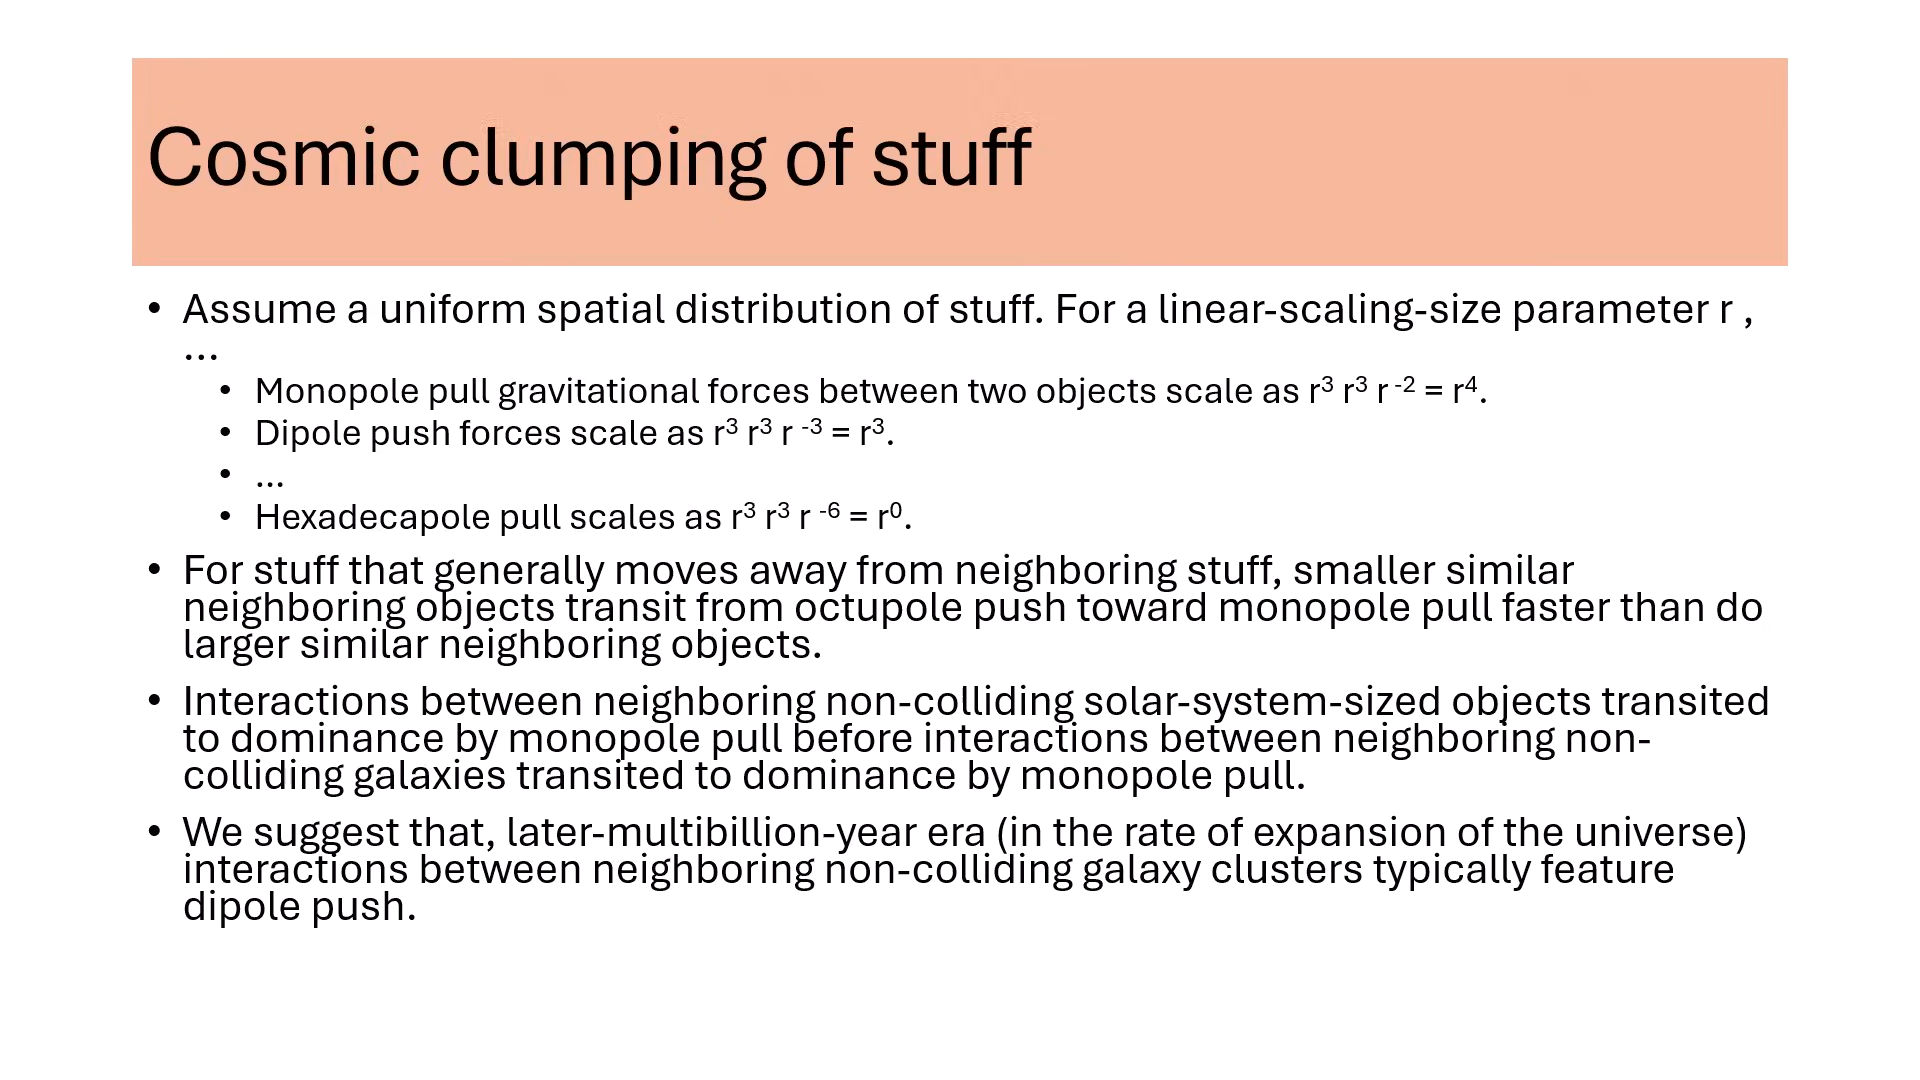 Cosmic clumping of stuff
• Assume a uniform spatial distribution of stuff. For a linear-scaling-size parameter r ,
…
• Monopole pull gravitational forces between two objects scale as r³ r³ r ⁻² = r⁴.
• Dipole push forces scale as r³ r³ r ⁻³ = r³.
• …
• Hexadecapole pull scales as r³ r³ r ⁻⁶ = r⁰.
• For stuff that generally moves away from neighboring stuff, smaller similar
neighboring objects transit from octupole push toward monopole pull faster than do
larger similar neighboring objects.
• Interactions between neighboring non-colliding solar-system-sized objects transited
to dominance by monopole pull before interactions between neighboring non-
colliding galaxies transited to dominance by monopole pull.
• We suggest that, later-multibillion-year era (in the rate of expansion of the universe)
interactions between neighboring non-colliding galaxy clusters typically feature
dipole push.